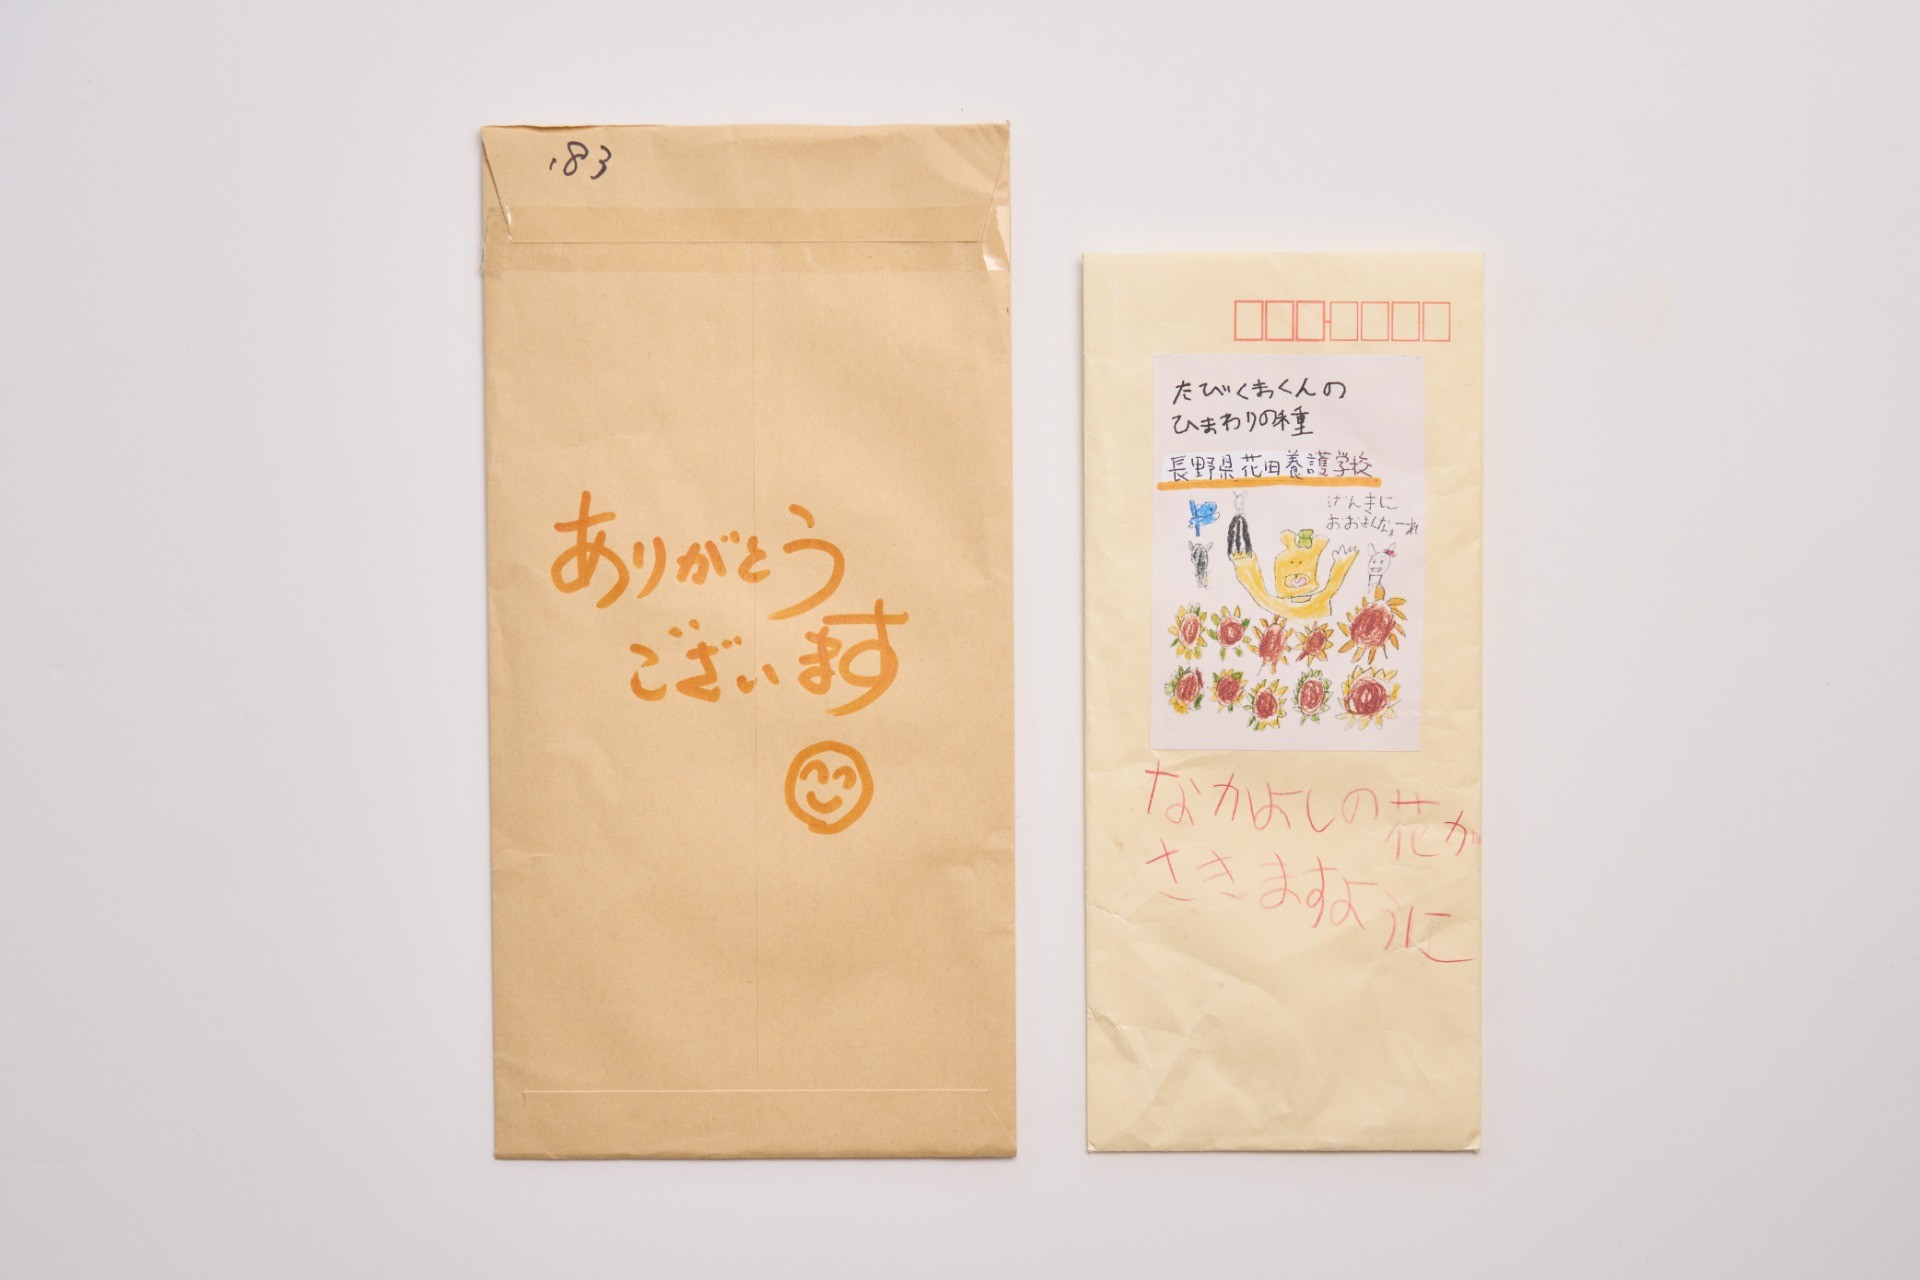 183
ありがとう
ございます
たびくまくんの
ひまわりの種
長野県花田養護学校
げんきに
おおきくなぁーれ
なかよしの花が
さきますように